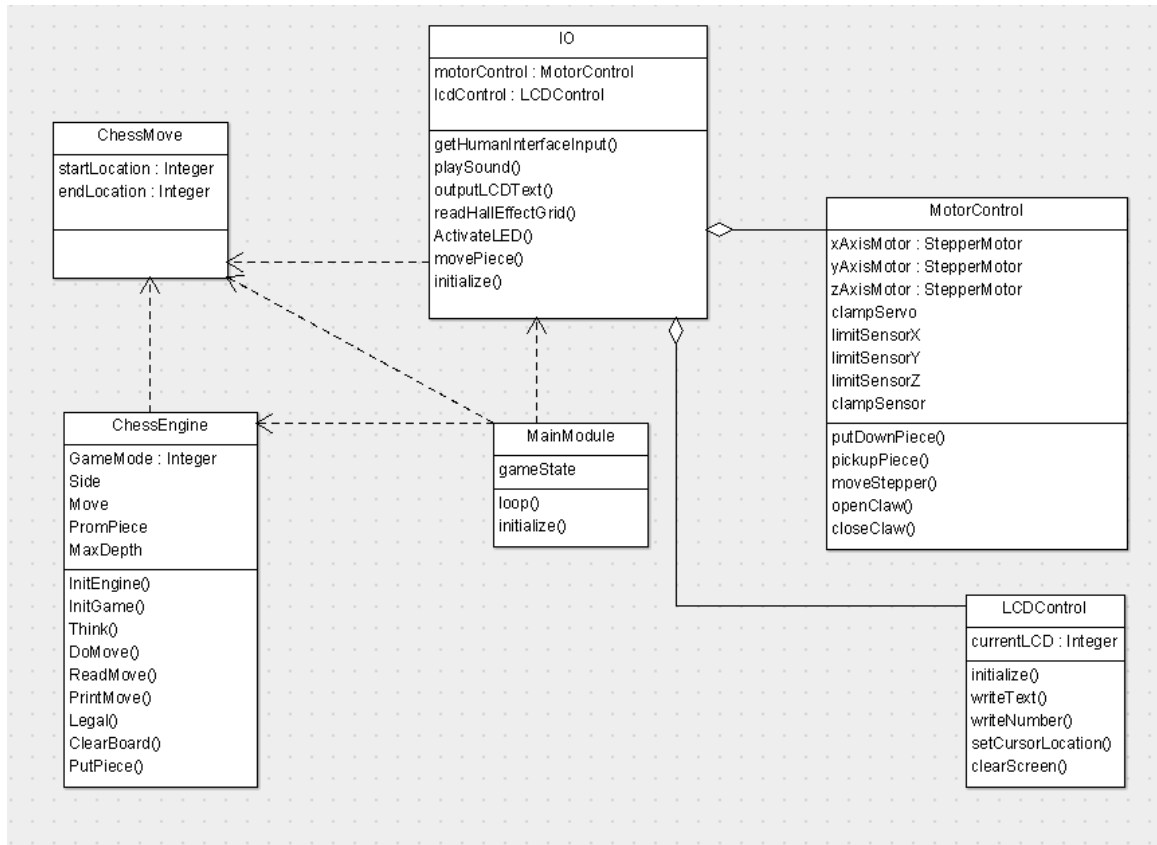 IO
motorControl : MotorControl
lcdControl : LCDControl
getHumanInterfaceInput()
playSound()
outputLCDText()
readHallEffectGrid()
ActivateLED()
movePiece()
initialize()
ChessMove
startLocation : Integer
endLocation : Integer
MotorControl
xAxisMotor : StepperMotor
yAxisMotor : StepperMotor
zAxisMotor : StepperMotor
clampServo
limitSensorX
limitSensorY
limitSensorZ
clampSensor
putDownPiece()
pickupPiece()
moveStepper()
openClaw()
closeClaw()
ChessEngine
GameMode : Integer
Side
Move
PromPiece
MaxDepth
InitEngine()
InitGame()
Think()
DoMove()
ReadMove()
PrintMove()
Legal()
ClearBoard()
PutPiece()
MainModule
gameState
loop()
initialize()
LCDControl
currentLCD : Integer
initialize()
writeText()
writeNumber()
setCursorLocation()
clearScreen()